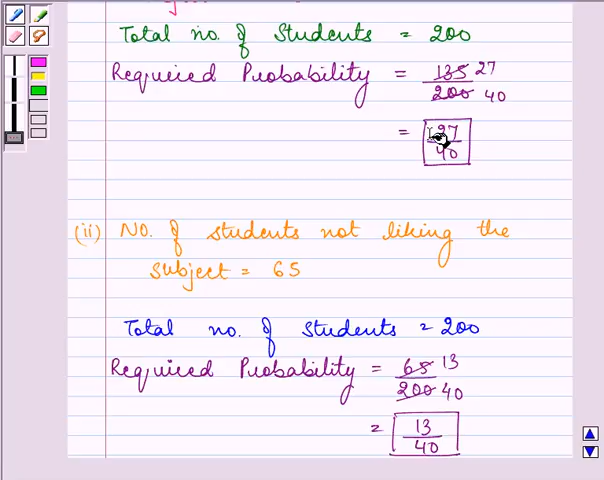 Total no. of Students = 200
Required Probability = 135/200 27/40
= 27/40
(ii) No. of students not liking the
subject = 65
Total no. of students = 200
Required Probability = 65/200 13/40
= 13/40